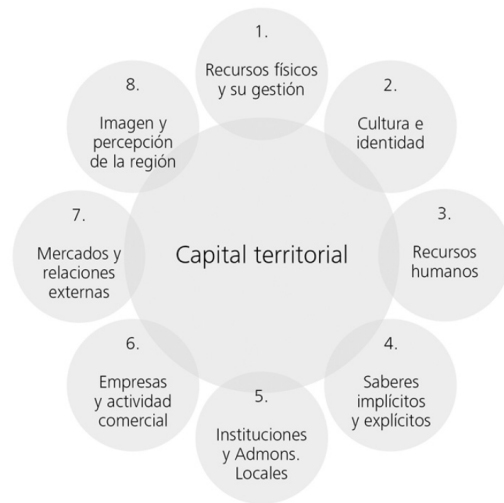 1.
Recursos físicos
y su gestión
2.
Cultura e
identidad
3.
Recursos
humanos
4.
Saberes
implícitos
y explícitos
5.
Instituciones
y Admons.
Locales
6.
Empresas
y actividad
comercial
7.
Mercados y
relaciones
externas
8.
Imagen y
percepción
de la región
Capital territorial